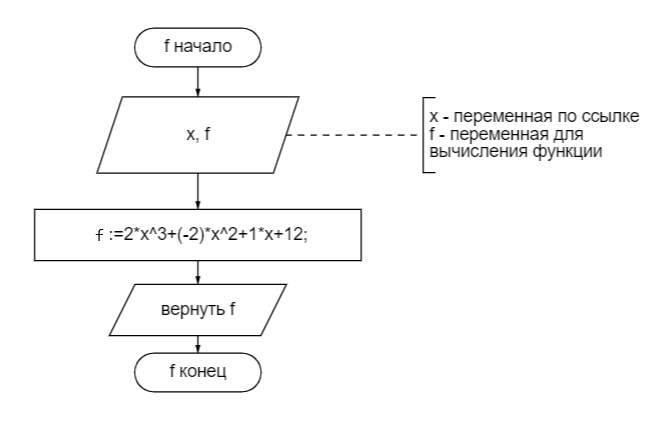 f начало
x, f
x - переменная по ссылке
f - переменная для
вычисления функции
f :=2*x^3+(-2)*x^2+1*x+12;
вернуть f
f конец